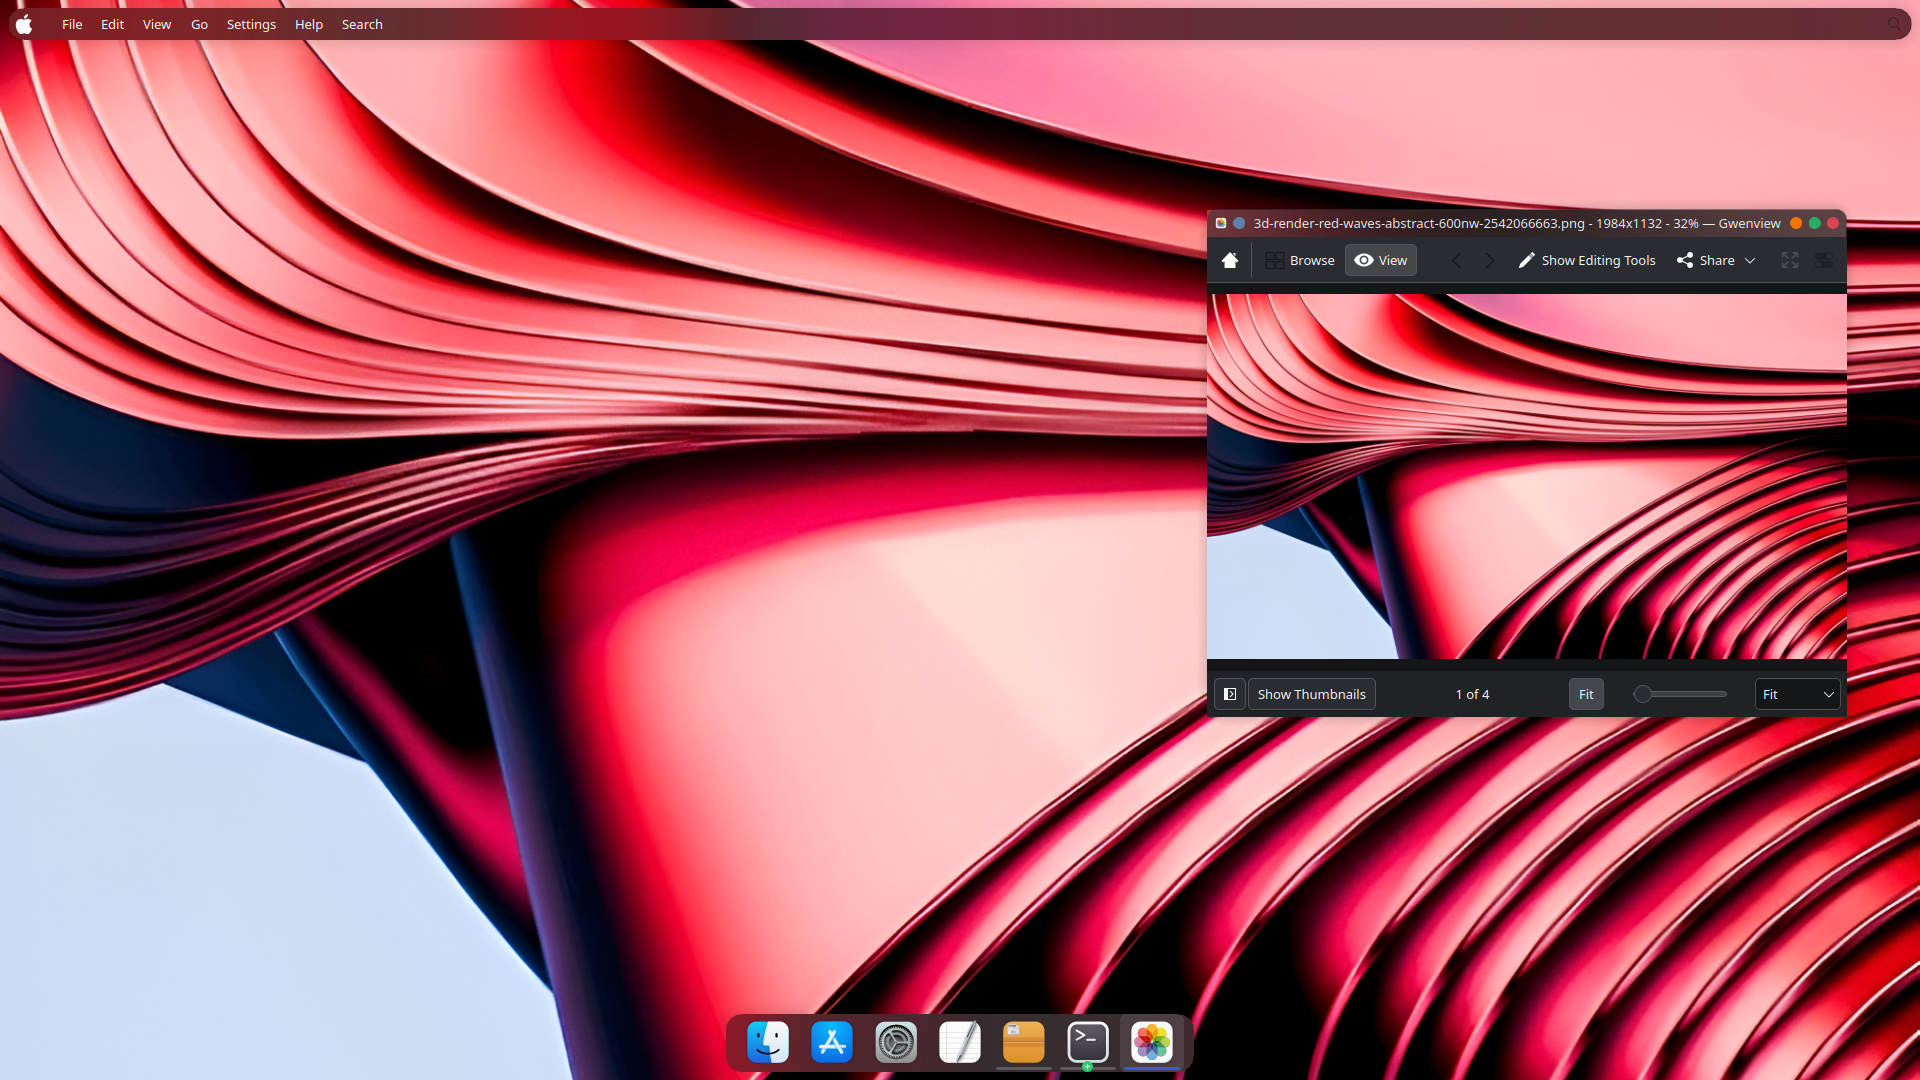 File Edit View Go Settings Help Search
3d-render-red-waves-abstract-600nw-2542066663.png - 1984x1132 - 32% — Gwenview
Browse View Show Editing Tools Share
Show Thumbnails 1 of 4 Fit Fit